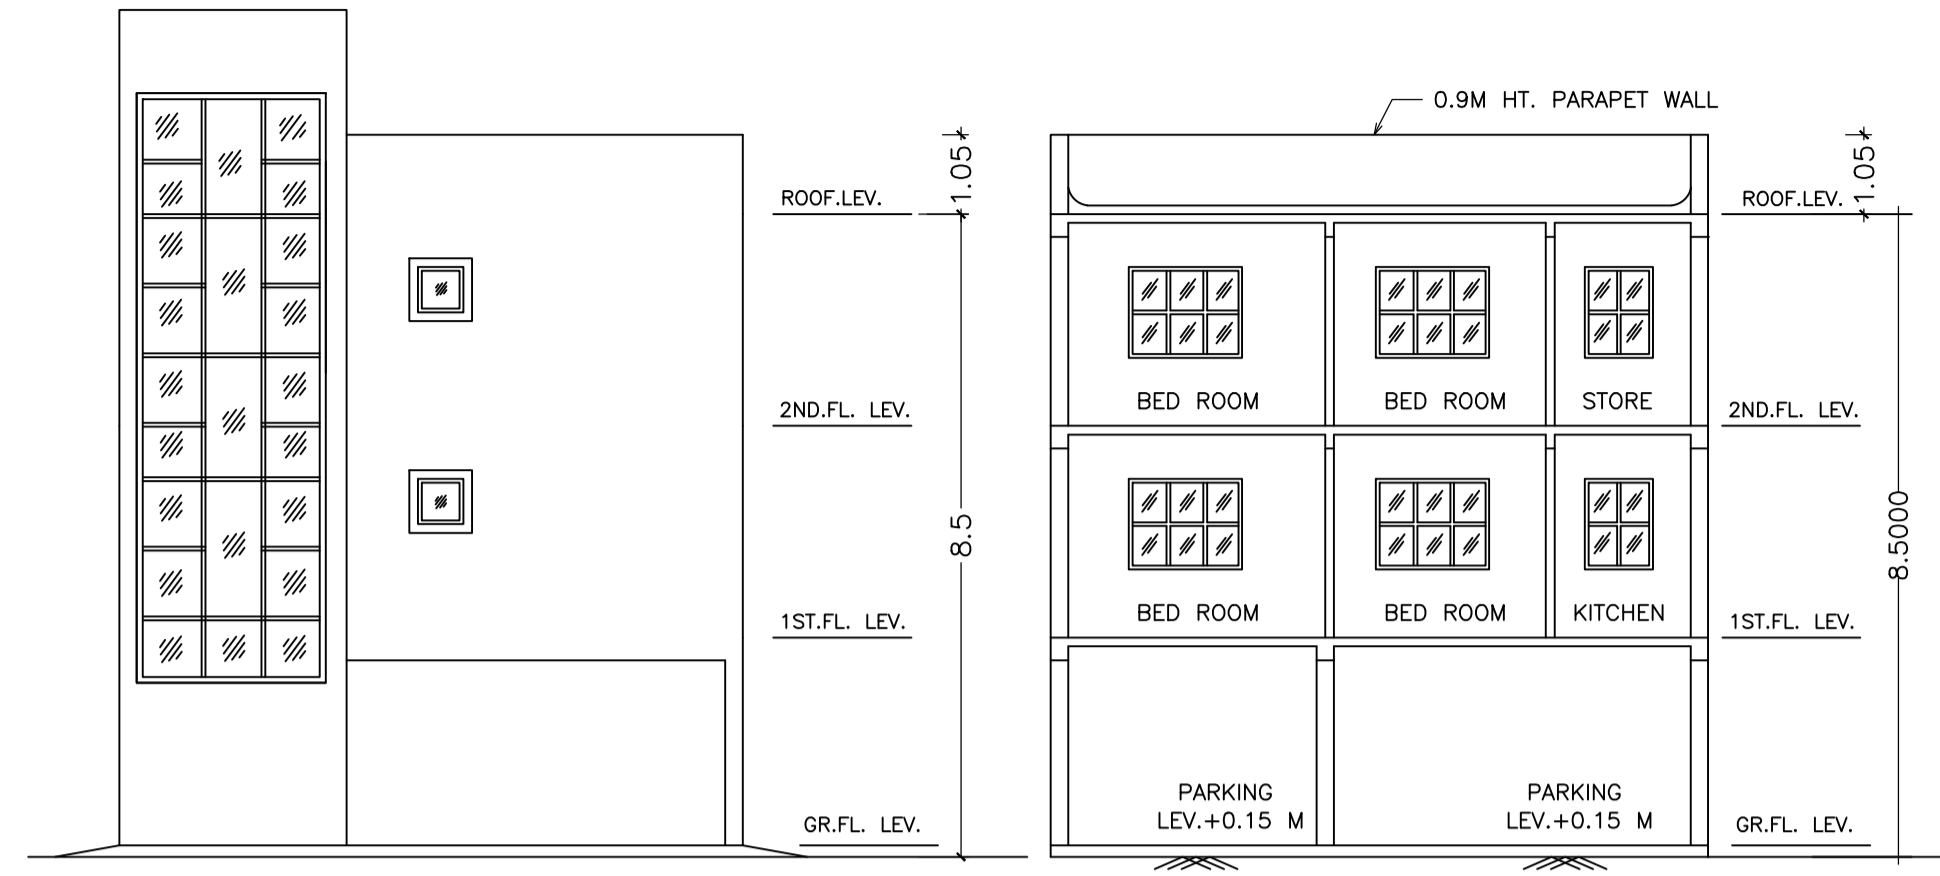 0.9M HT. PARAPET WALL
1.05
1.05
ROOF.LEV.
ROOF.LEV.
BED ROOM
BED ROOM
STORE
2ND.FL. LEV.
2ND.FL. LEV.
8.5
8.5000
BED ROOM
BED ROOM
KITCHEN
1ST.FL. LEV.
1ST.FL. LEV.
PARKING
LEV.+0.15 M
PARKING
LEV.+0.15 M
GR.FL. LEV.
GR.FL. LEV.